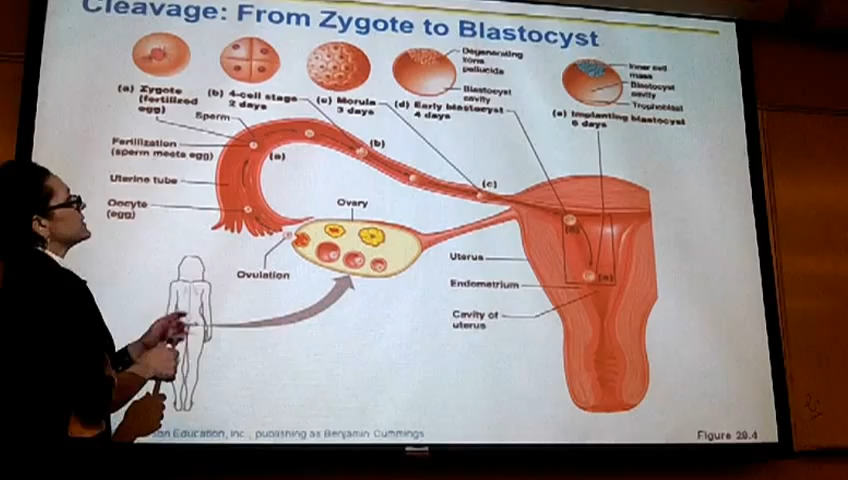 Cleavage: From Zygote to Blastocyst
Degenerating
zona
pellucida
Blastocyst
cavity
Inner cell
mass
Blastocyst
cavity
Trophoblast
(a) Zygote
(fertilized
egg)
(b) 4-cell stage
2 days
(c) Morula
3 days
(d) Early blastocyst
4 days
(e) Implanting blastocyst
6 days
Sperm
Fertilization
(sperm meets egg)
(a)
(b)
(c)
(d)
(e)
Uterine tube
Oocyte
(egg)
Ovary
Ovulation
Uterus
Endometrium
Cavity of
uterus
Education, Inc., publishing as Benjamin Cummings
Figure 28.4